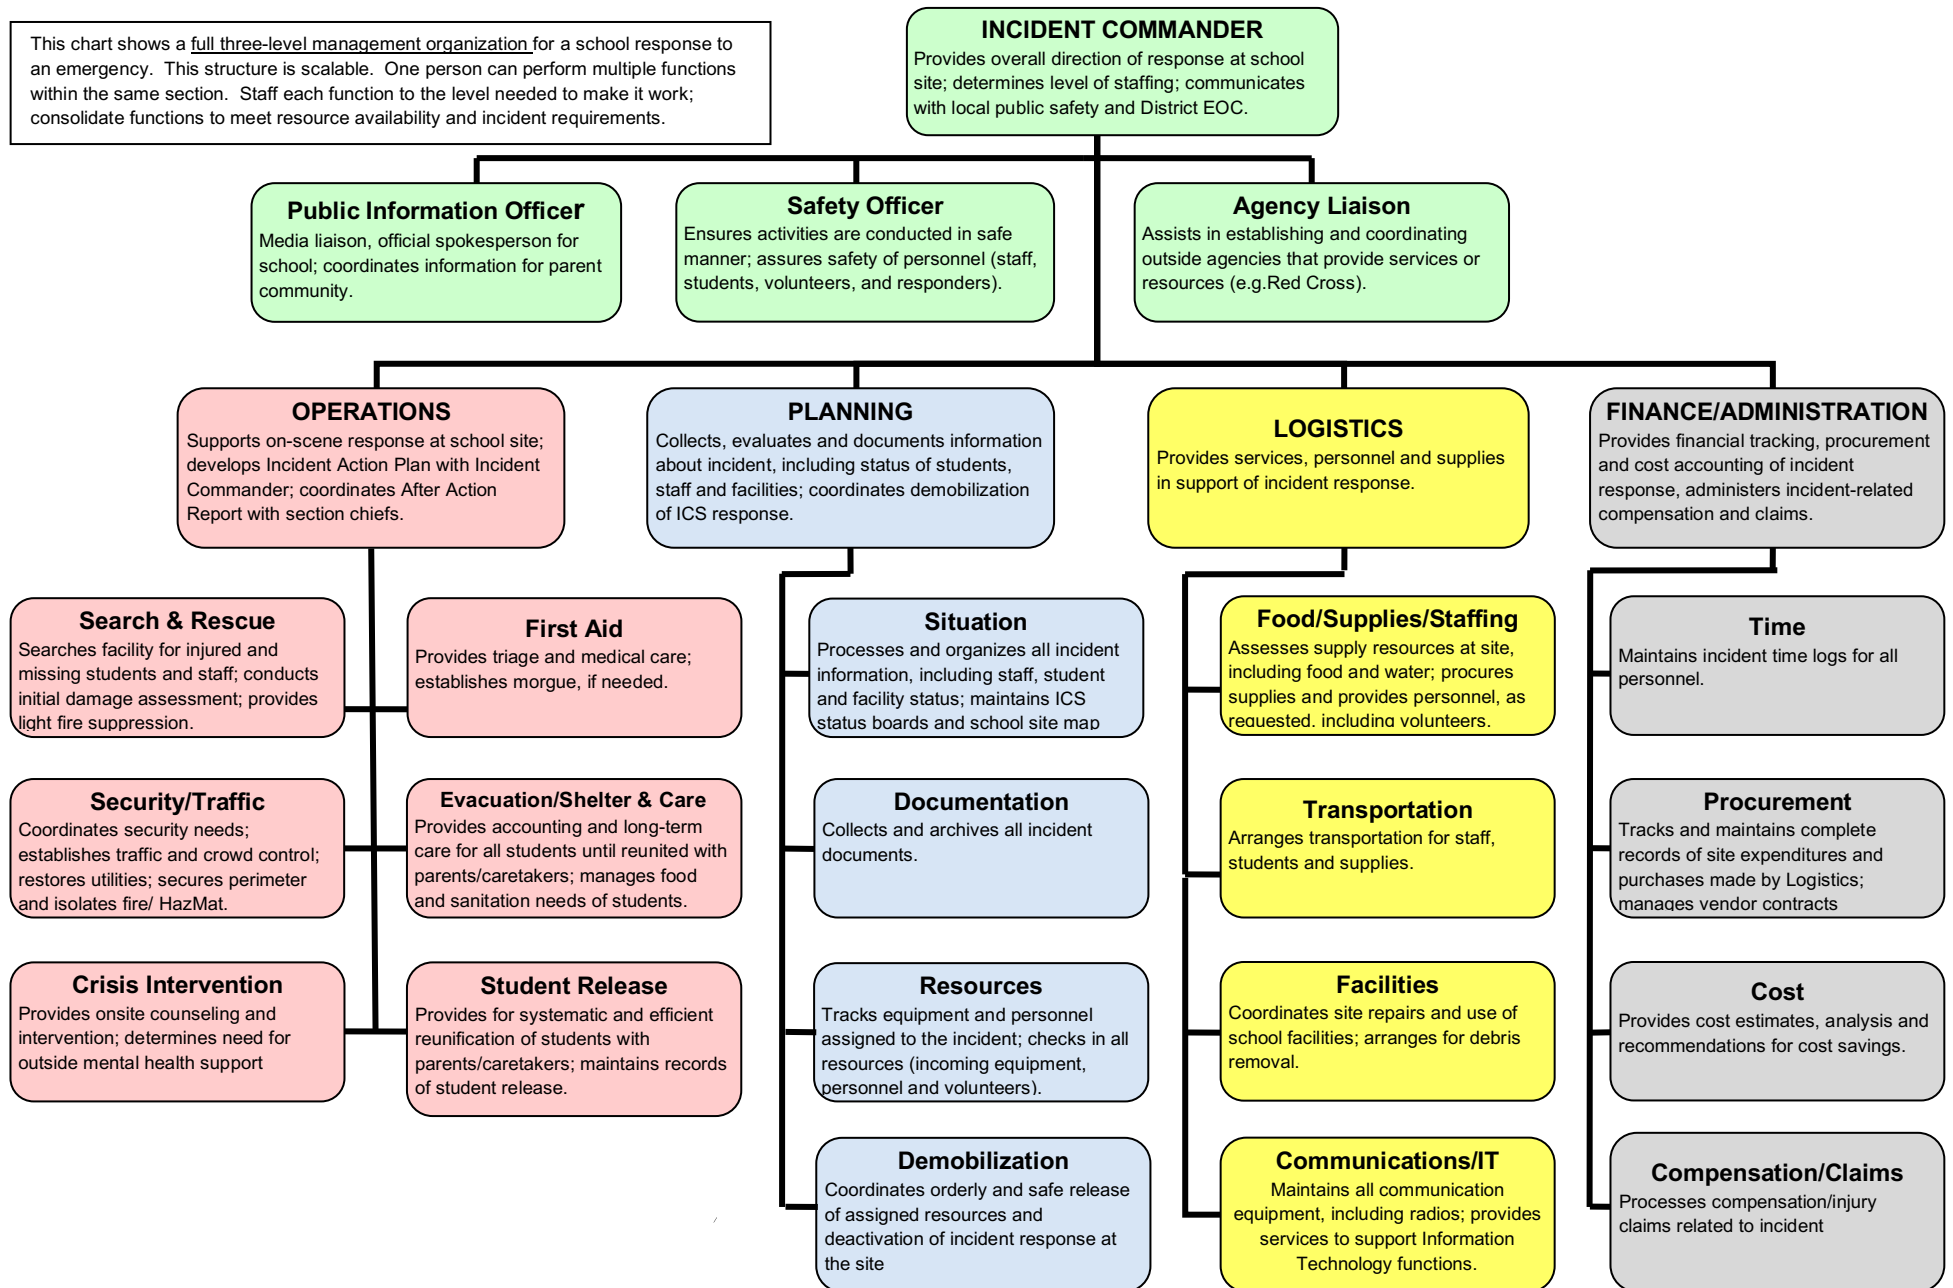 This chart shows a full three-level management organization for a school response to
an emergency. This structure is scalable. One person can perform multiple functions
within the same section. Staff each function to the level needed to make it work;
consolidate functions to meet resource availability and incident requirements.
INCIDENT COMMANDER
Provides overall direction of response at school
site; determines level of staffing; communicates
with local public safety and District EOC.
Public Information Officer
Media liaison, official spokesperson for
school; coordinates information for parent
community.
Safety Officer
Ensures activities are conducted in safe
manner; assures safety of personnel (staff,
students, volunteers, and responders).
Agency Liaison
Assists in establishing and coordinating
outside agencies that provide services or
resources (e.g.Red Cross).
OPERATIONS
Supports on-scene response at school site;
develops Incident Action Plan with Incident
Commander; coordinates After Action
Report with section chiefs.
PLANNING
Collects, evaluates and documents information
about incident, including status of students,
staff and facilities; coordinates demobilization
of ICS response.
LOGISTICS
Provides services, personnel and supplies
in support of incident response.
FINANCE/ADMINISTRATION
Provides financial tracking, procurement
and cost accounting of incident
response, administers incident-related
compensation and claims.
Search & Rescue
Searches facility for injured and
missing students and staff; conducts
initial damage assessment; provides
light fire suppression.
First Aid
Provides triage and medical care;
establishes morgue, if needed.
Security/Traffic
Coordinates security needs;
establishes traffic and crowd control;
restores utilities; secures perimeter
and isolates fire/ HazMat.
Evacuation/Shelter & Care
Provides accounting and long-term
care for all students until reunited with
parents/caretakers; manages food
and sanitation needs of students.
Crisis Intervention
Provides onsite counseling and
intervention; determines need for
outside mental health support
Student Release
Provides for systematic and efficient
reunification of students with
parents/caretakers; maintains records
of student release.
Situation
Processes and organizes all incident
information, including staff, student
and facility status; maintains ICS
status boards and school site map
Documentation
Collects and archives all incident
documents.
Resources
Tracks equipment and personnel
assigned to the incident; checks in all
resources (incoming equipment,
personnel and volunteers).
Demobilization
Coordinates orderly and safe release
of assigned resources and
deactivation of incident response at
the site
Food/Supplies/Staffing
Assesses supply resources at site,
including food and water; procures
supplies and provides personnel, as
requested, including volunteers.
Transportation
Arranges transportation for staff,
students and supplies.
Facilities
Coordinates site repairs and use of
school facilities; arranges for debris
removal.
Communications/IT
Maintains all communication
equipment, including radios; provides
services to support Information
Technology functions.
Time
Maintains incident time logs for all
personnel.
Procurement
Tracks and maintains complete
records of site expenditures and
purchases made by Logistics;
manages vendor contracts
Cost
Provides cost estimates, analysis and
recommendations for cost savings.
Compensation/Claims
Processes compensation/injury
claims related to incident